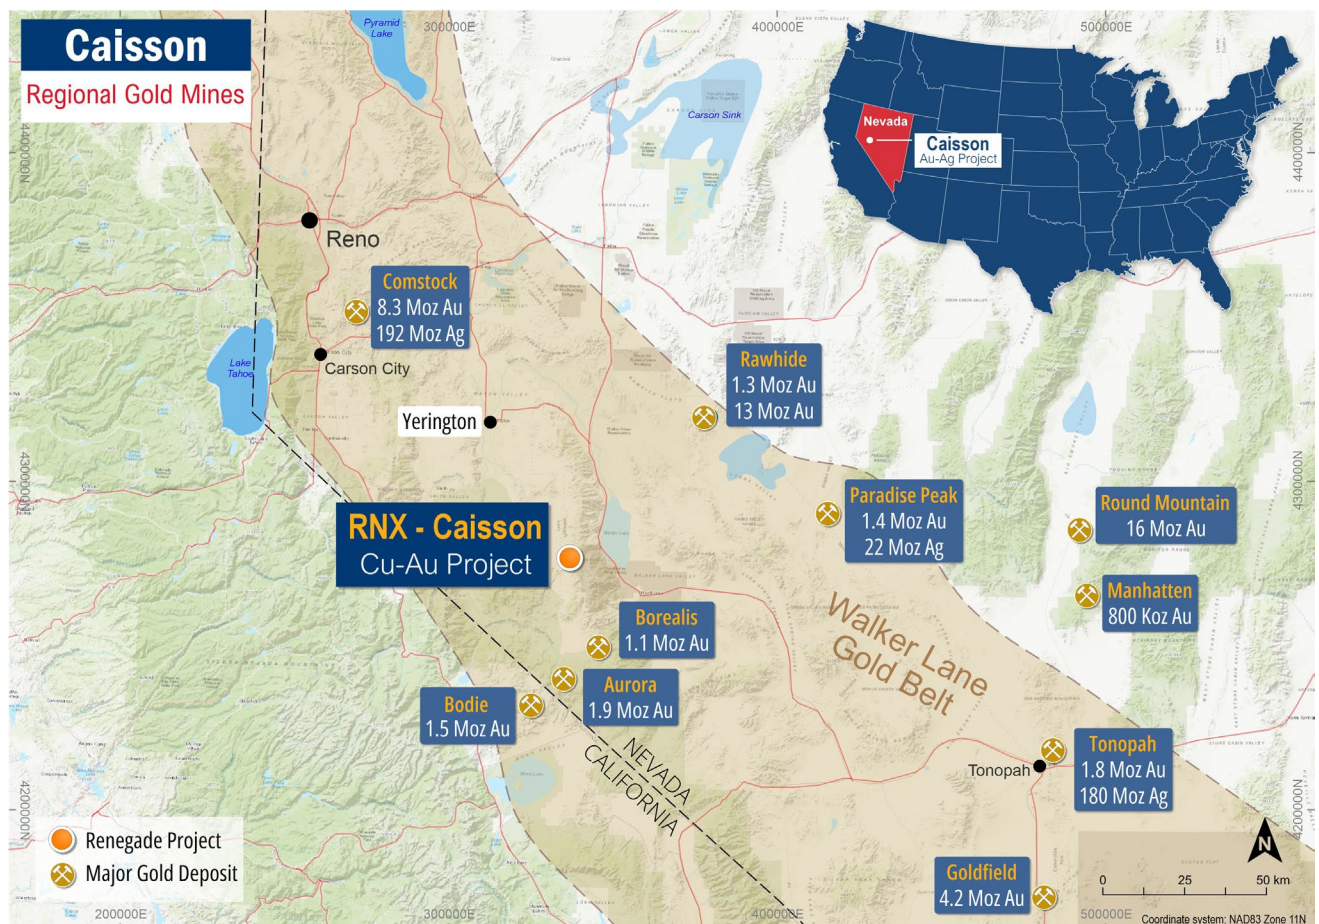 Caisson
Regional Gold Mines
300000E
400000E
500000E
Pyramid
Lake
Carson Sink
4400000N
4400000N
Nevada
Caisson
Au-Ag Project
Reno
Comstock
8.3 Moz Au
192 Moz Ag
Lake
Tahoe
Carson City
Yerington
Rawhide
1.3 Moz Au
13 Moz Au
4300000N
4300000N
Paradise Peak
1.4 Moz Au
22 Moz Ag
Round Mountain
16 Moz Au
RNX - Caisson
Cu-Au Project
Manhatten
800 Koz Au
Borealis
1.1 Moz Au
Walker Lane
Gold Belt
Aurora
1.9 Moz Au
Bodie
1.5 Moz Au
NEVADA
CALIFORNIA
Tonopah
Tonopah
1.8 Moz Au
180 Moz Ag
4200000N
4200000N
Renegade Project
Major Gold Deposit
Goldfield
4.2 Moz Au
N
0 25 50 km
200000E
300000E
400000E
500000E
Coordinate system: NAD83 Zone 11N